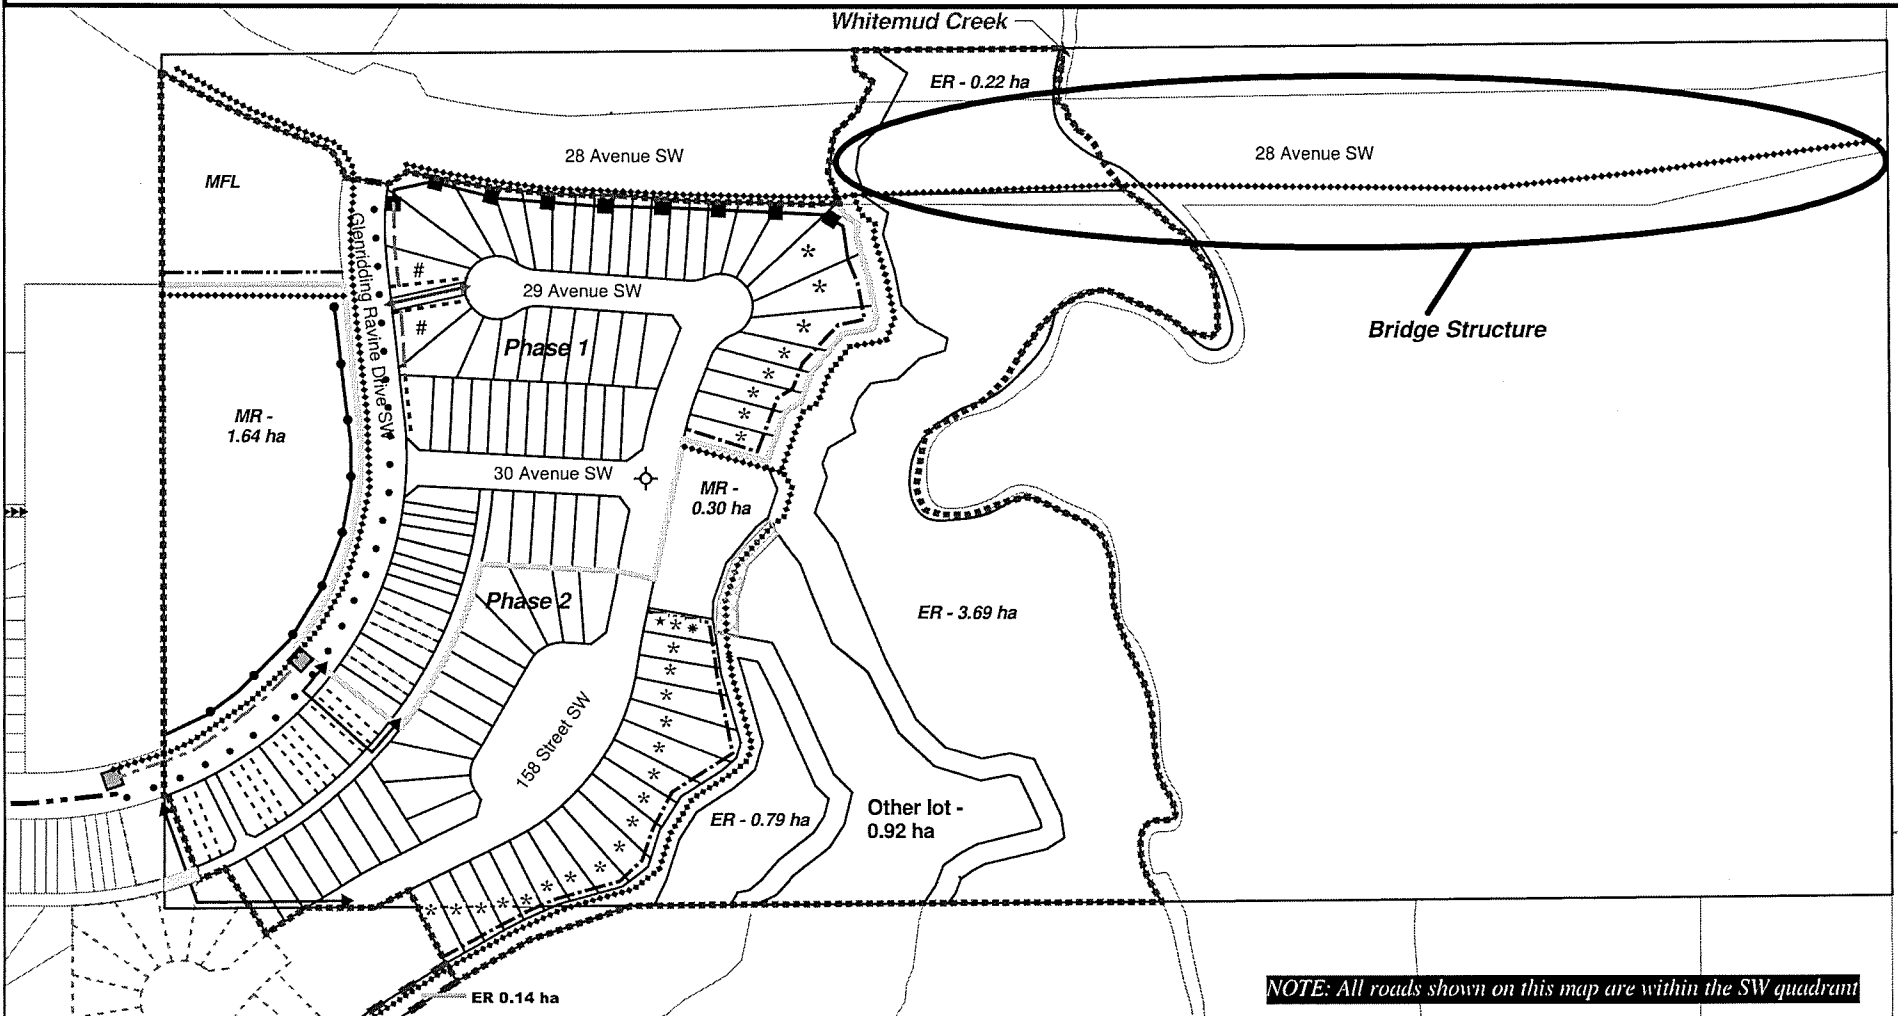 Whitemud Creek
ER - 0.22 ha
28 Avenue SW
28 Avenue SW
MFL
Glenridding Ravine Drive SW
#
29 Avenue SW
#
Phase 1
Bridge Structure
MR -
1.64 ha
30 Avenue SW
MR -
0.30 ha
Phase 2
ER - 3.69 ha
158 Street SW
ER - 0.79 ha
Other lot -
0.92 ha
ER 0.14 ha
NOTE: All roads shown on this map are within the SW quadrant